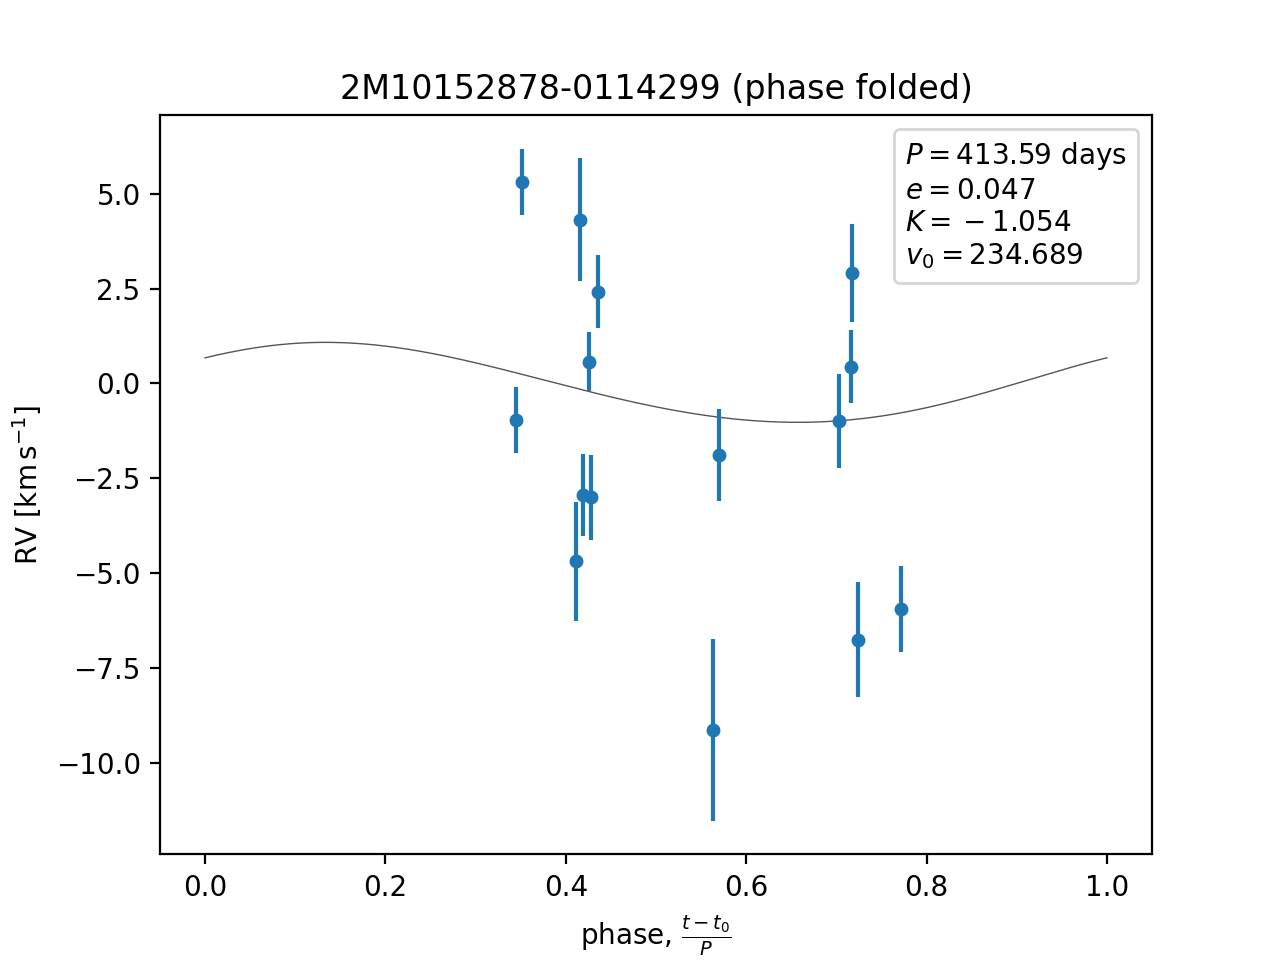 2M10152878-0114299 (phase folded)
P = 413.59 days
e = 0.047
K = −1.054
v₀ = 234.689
5.0
2.5
0.0
−2.5
−5.0
−7.5
−10.0
RV [km s⁻¹]
0.0 0.2 0.4 0.6 0.8 1.0
phase, (t − t₀)/P